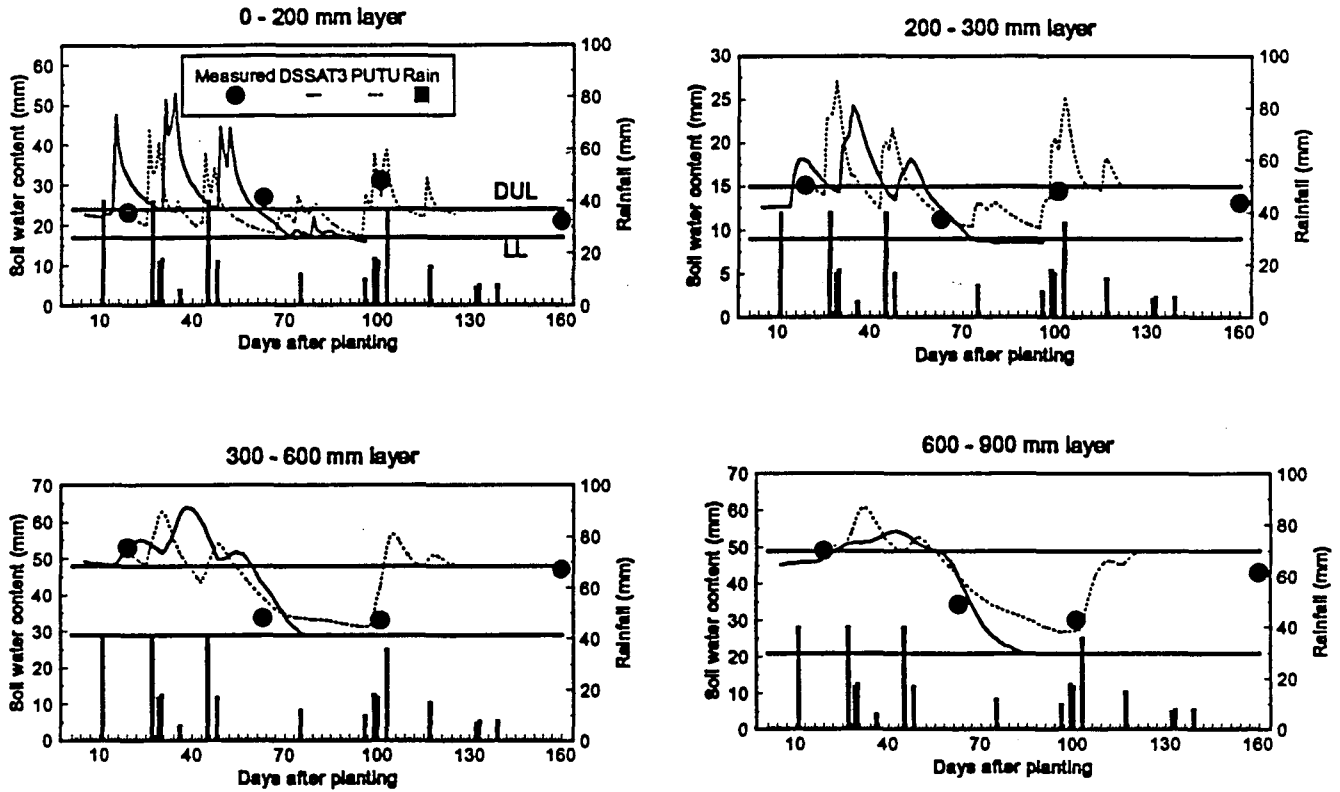 0 - 200 mm layer
Soil water content (mm)
60
50
40
30
20
10
0
Measured DSSAT3 PUTU Rain
DUL
LL
100
80
60
40
20
0
Rainfall (mm)
10 40 70 100 130 160
Days after planting
200 - 300 mm layer
Soil water content (mm)
30
25
20
15
10
5
0
100
80
60
40
20
0
Rainfall (mm)
10 40 70 100 130 160
Days after planting
300 - 600 mm layer
Soil water content (mm)
70
60
50
40
30
20
10
0
100
80
60
40
20
0
Rainfall (mm)
10 40 70 100 130 160
Days after planting
600 - 900 mm layer
Soil water content (mm)
70
60
50
40
30
20
10
0
100
80
60
40
20
0
Rainfall (mm)
10 40 70 100 130 160
Days after planting